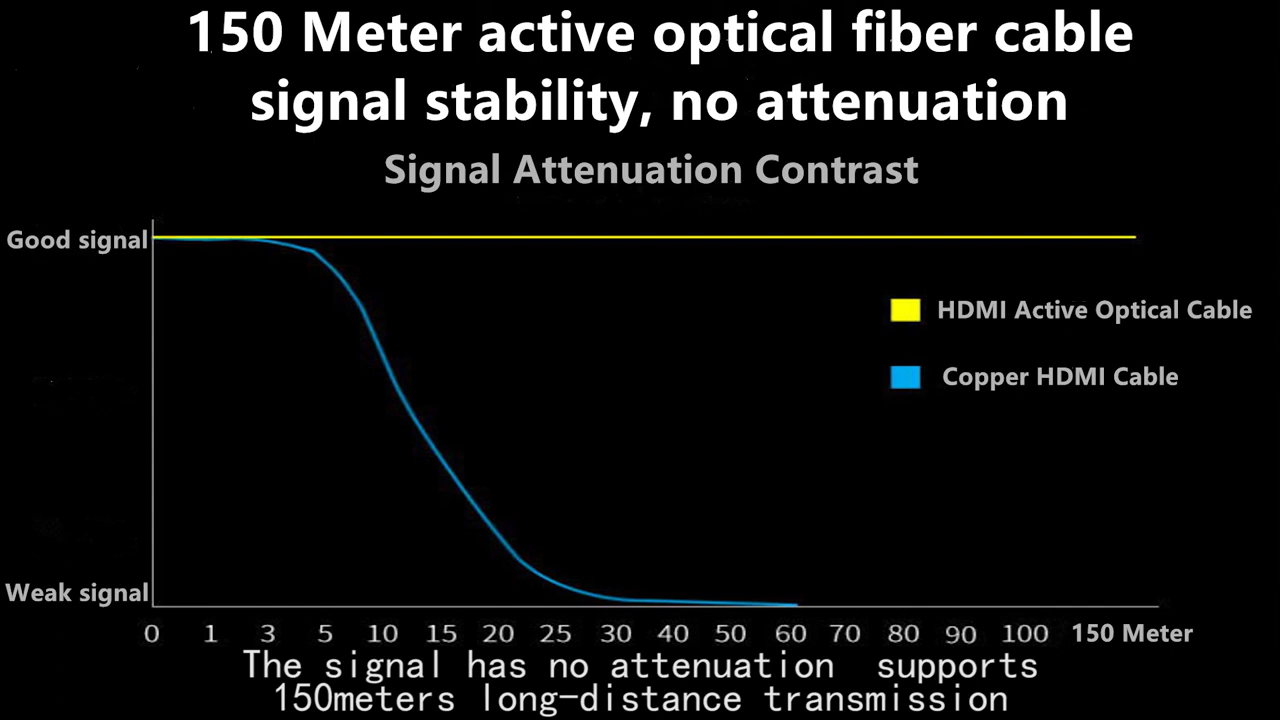 150 Meter active optical fiber cable
signal stability, no attenuation
Signal Attenuation Contrast
Good signal
HDMI Active Optical Cable
Copper HDMI Cable
Weak signal
0 1 3 5 10 15 20 25 30 40 50 60 70 80 90 100 150 Meter
The signal has no attenuation supports
150meters long-distance transmission